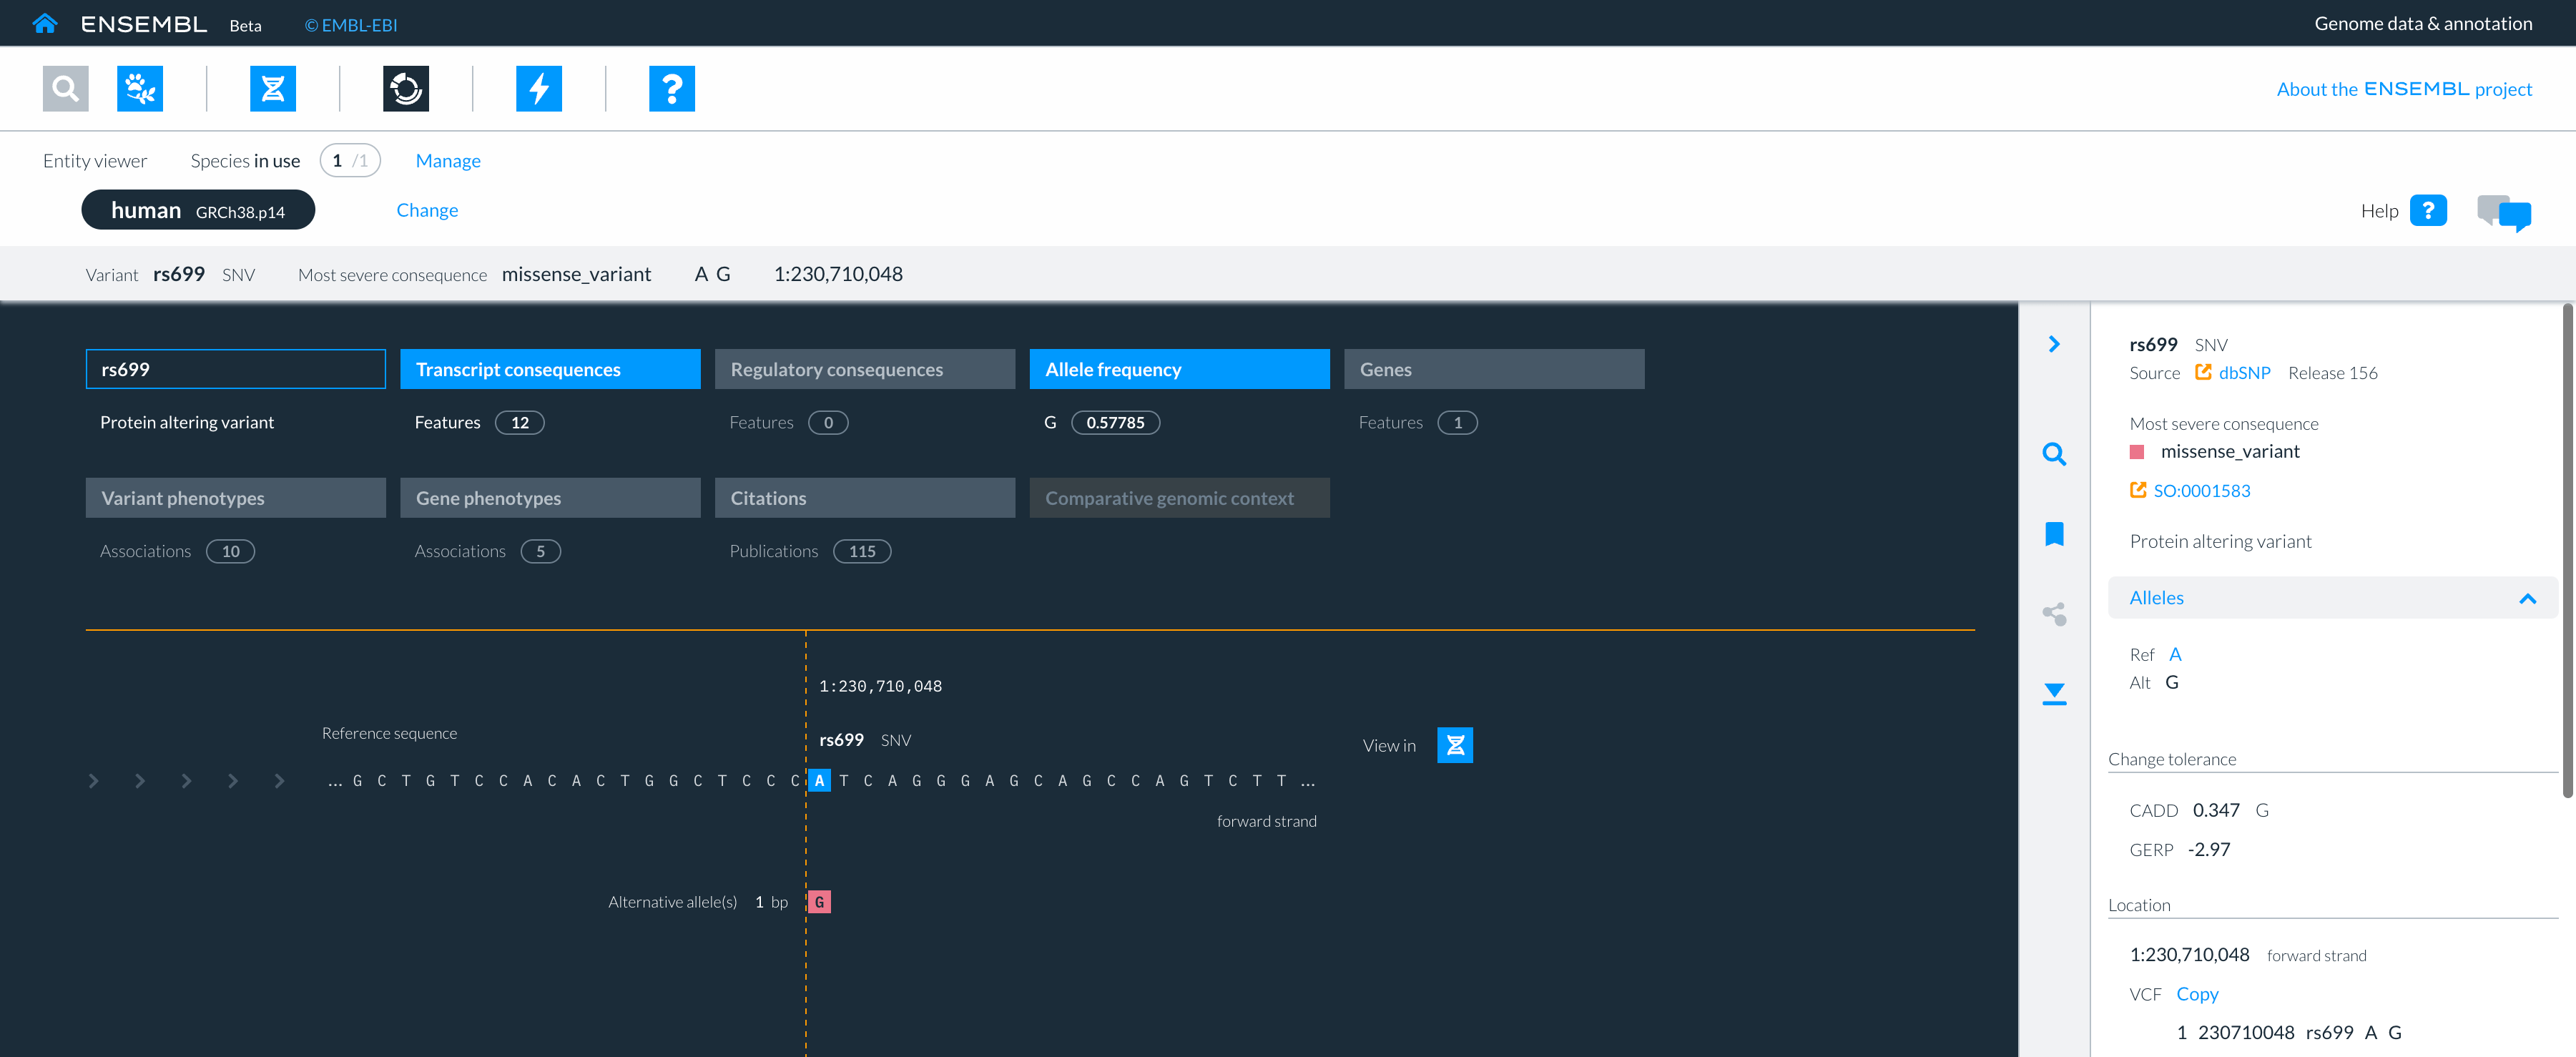 ENSEMBL Beta © EMBL-EBI Genome data & annotation
About the ENSEMBL project
Entity viewer Species in use 1 /1 Manage
human GRCh38.p14 Change Help ?
Variant rs699 SNV Most severe consequence missense_variant A G 1:230,710,048
rs699 Transcript consequences Regulatory consequences Allele frequency Genes
Protein altering variant Features 12 Features 0 G 0.57785 Features 1
Variant phenotypes Gene phenotypes Citations Comparative genomic context
Associations 10 Associations 5 Publications 115
1:230,710,048
Reference sequence
rs699 SNV
View in
... G C T G T C C A C A C T G G C T C C C A T C A G G G A G C A G C C A G T C T T ...
forward strand
Alternative allele(s) 1 bp G
rs699 SNV
Source dbSNP Release 156
Most severe consequence
missense_variant
SO:0001583
Protein altering variant
Alleles
Ref A
Alt G
Change tolerance
CADD 0.347 G
GERP -2.97
Location
1:230,710,048 forward strand
VCF Copy
1 230710048 rs699 A G